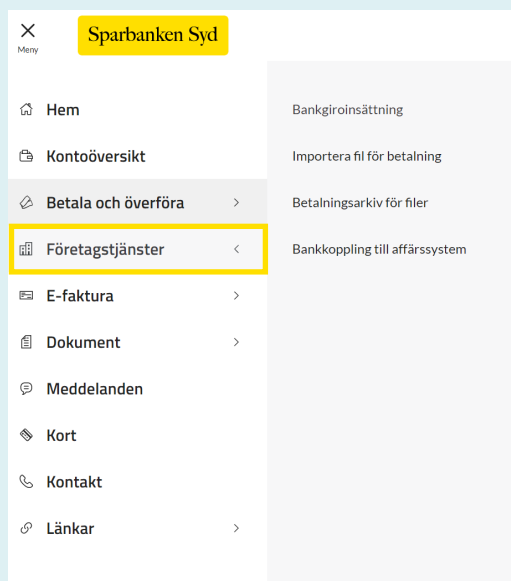 Meny
Sparbanken Syd
Hem
Kontoöversikt
Betala och överföra
Företagstjänster
E-faktura
Dokument
Meddelanden
Kort
Kontakt
Länkar
Bankgiroinsättning
Importera fil för betalning
Betalningsarkiv för filer
Bankkoppling till affärssystem